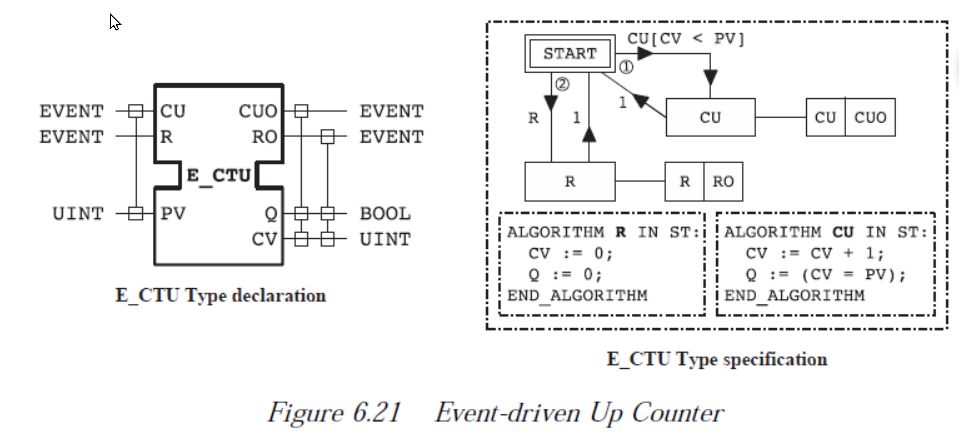 EVENT CU CUO EVENT
EVENT R RO EVENT
E_CTU
UINT PV Q BOOL
CV UINT
E_CTU Type declaration
START CU[CV < PV]
①
②
R 1 1 CU CU CUO
R R RO
ALGORITHM R IN ST:
CV := 0;
Q := 0;
END_ALGORITHM
ALGORITHM CU IN ST:
CV := CV + 1;
Q := (CV = PV);
END_ALGORITHM
E_CTU Type specification
Figure 6.21 Event-driven Up Counter